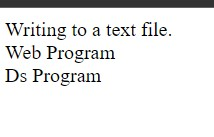 Writing to a text file.
Web Program
Ds Program